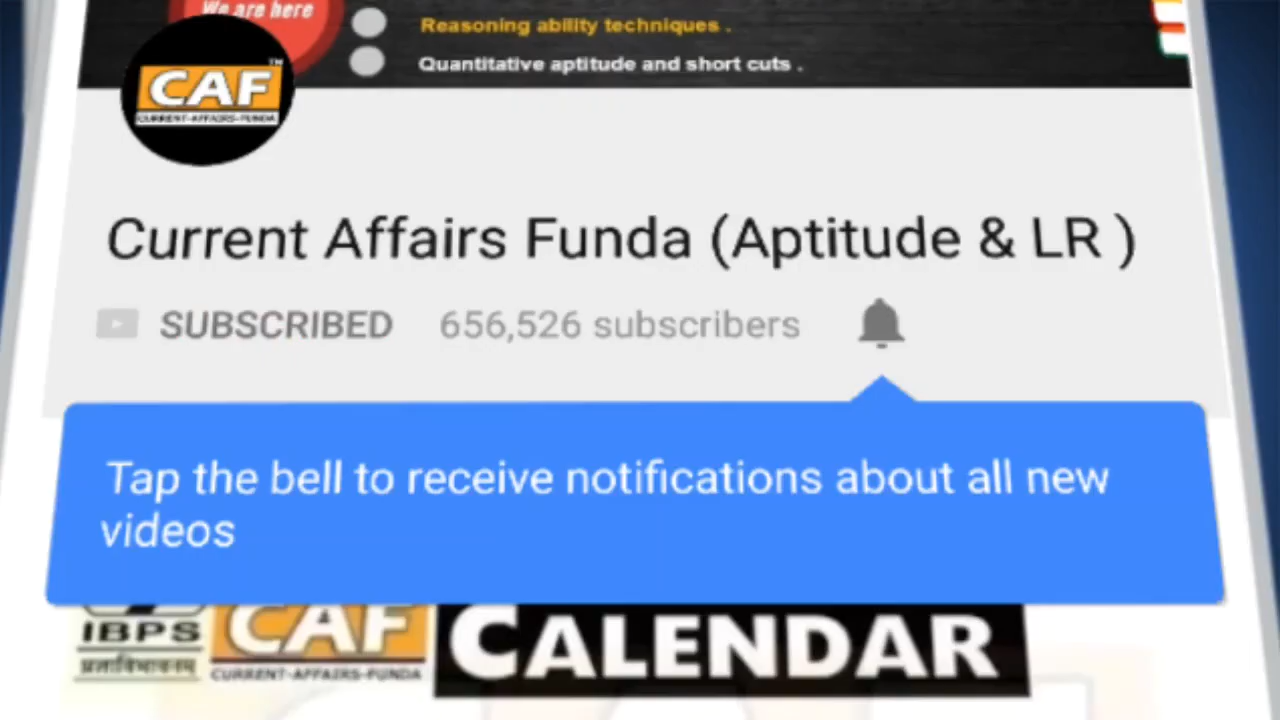 We are here
Reasoning ability techniques .
Quantitative aptitude and short cuts .
CAF™
CURRENT-AFFAIRS-FUNDA
Current Affairs Funda (Aptitude & LR )
SUBSCRIBED 656,526 subscribers
Tap the bell to receive notifications about all new
videos
IBPS CAF CALENDAR
CURRENT-AFFAIRS-FUNDA